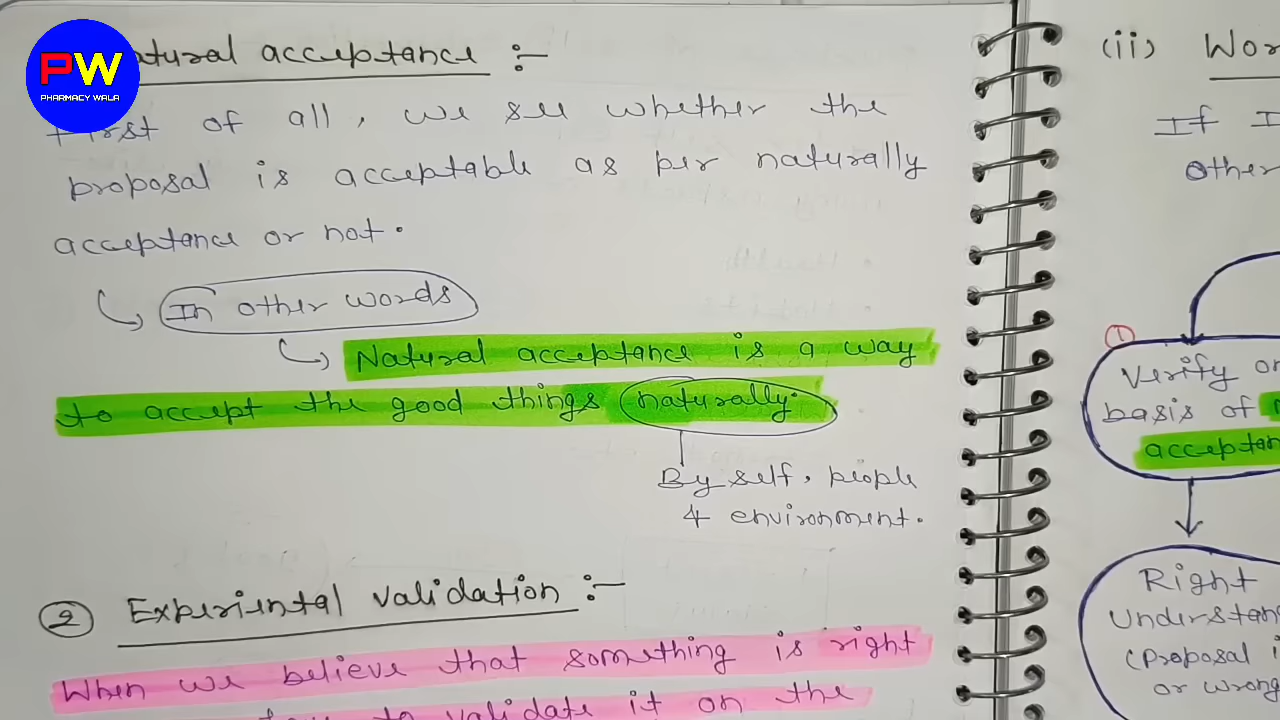 PW
PHARMACY WALA
atural acceptance :-
First of all, we see whether the
proposal is acceptable as per naturally
acceptance or not.
In other words
Natural acceptance is a way
to accept the good things naturally.
By self, people
& environment.
2 Experiental validation :-
When we believe that something is right
to validate it on the
(ii) Wor
If I
other
1
Verify on
basis of
acceptan
Right
Understan
(Proposal i
or wrong